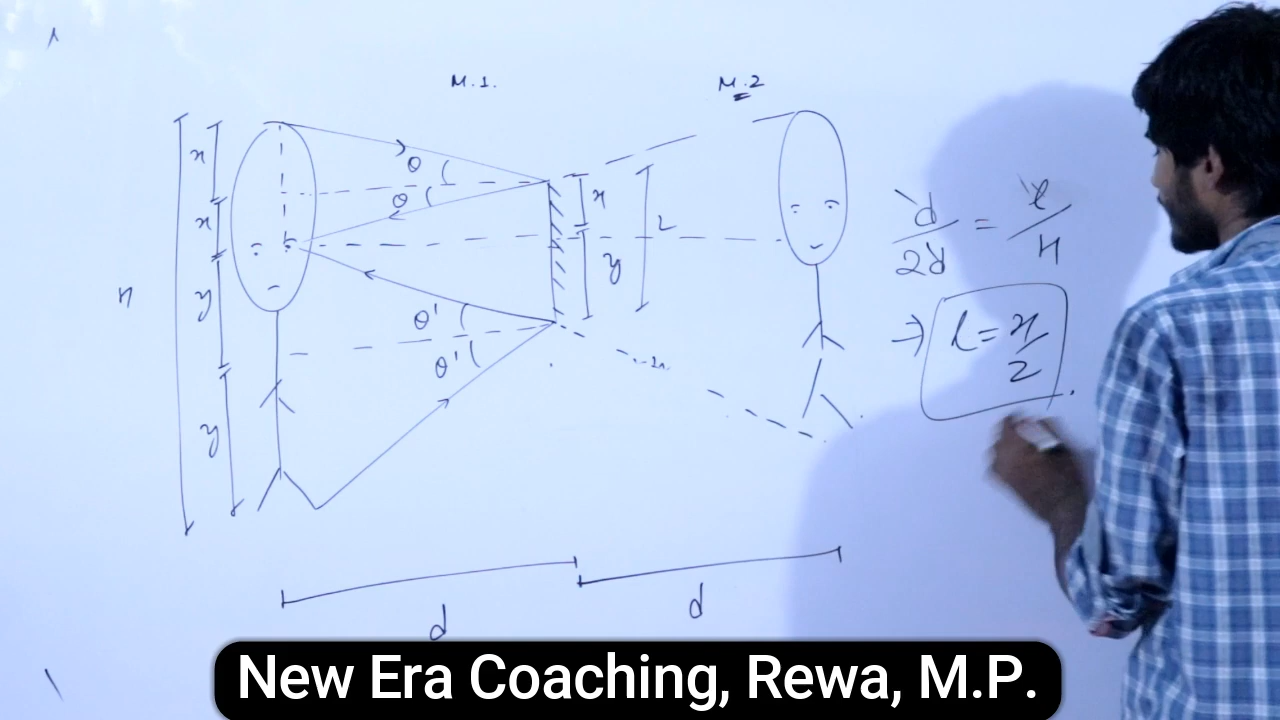 M.1.
M.2
x
x
y
y
H
θ
θ
θ'
θ'
x
y
L
d/2d = l/H
⇒ l = H/2
d
d
New Era Coaching, Rewa, M.P.